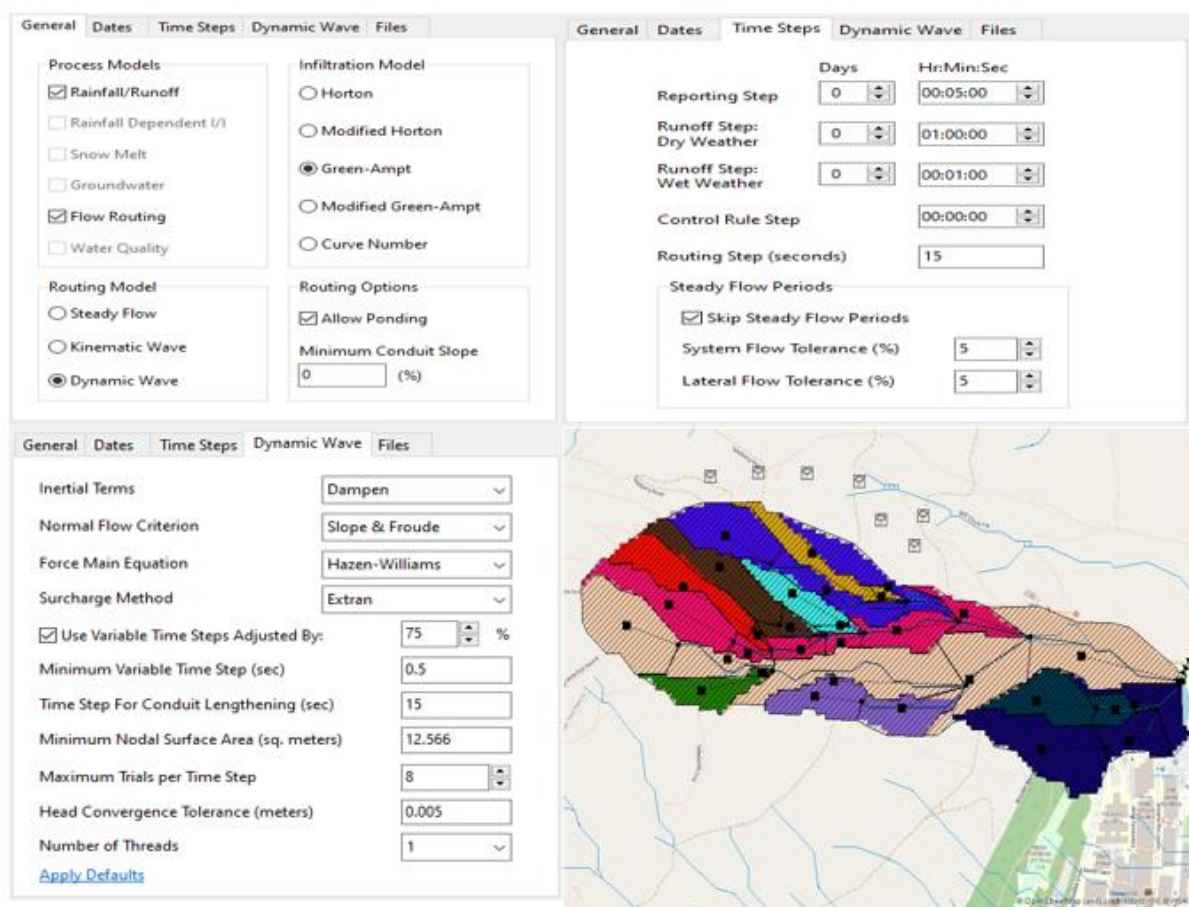 General Dates Time Steps Dynamic Wave Files
Process Models
Rainfall/Runoff
Rainfall Dependent I/I
Snow Melt
Groundwater
Flow Routing
Water Quality
Infiltration Model
Horton
Modified Horton
Green-Ampt
Modified Green-Ampt
Curve Number
Routing Model
Steady Flow
Kinematic Wave
Dynamic Wave
Routing Options
Allow Ponding
Minimum Conduit Slope
0 (%)
General Dates Time Steps Dynamic Wave Files
Days Hr:Min:Sec
Reporting Step 0 00:05:00
Runoff Step:
Dry Weather 0 01:00:00
Runoff Step:
Wet Weather 0 00:01:00
Control Rule Step 00:00:00
Routing Step (seconds) 15
Steady Flow Periods
Skip Steady Flow Periods
System Flow Tolerance (%) 5
Lateral Flow Tolerance (%) 5
General Dates Time Steps Dynamic Wave Files
Inertial Terms Dampen
Normal Flow Criterion Slope & Froude
Force Main Equation Hazen-Williams
Surcharge Method Extran
Use Variable Time Steps Adjusted By: 75 %
Minimum Variable Time Step (sec) 0.5
Time Step For Conduit Lengthening (sec) 15
Minimum Nodal Surface Area (sq. meters) 12.566
Maximum Trials per Time Step 8
Head Convergence Tolerance (meters) 0.005
Number of Threads 1
Apply Defaults